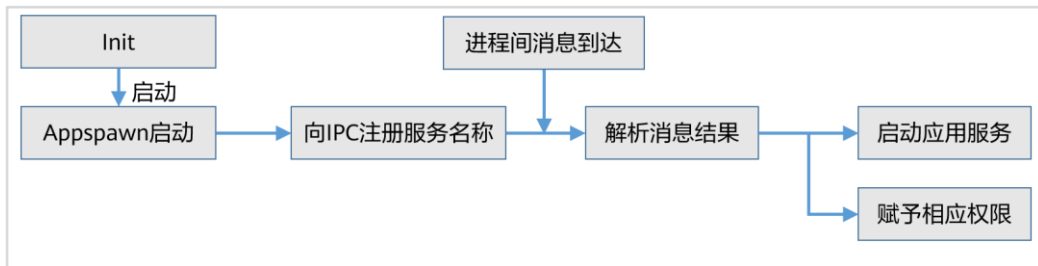 Init
进程间消息到达
启动
Appspawn启动
向IPC注册服务名称
解析消息结果
启动应用服务
赋予相应权限